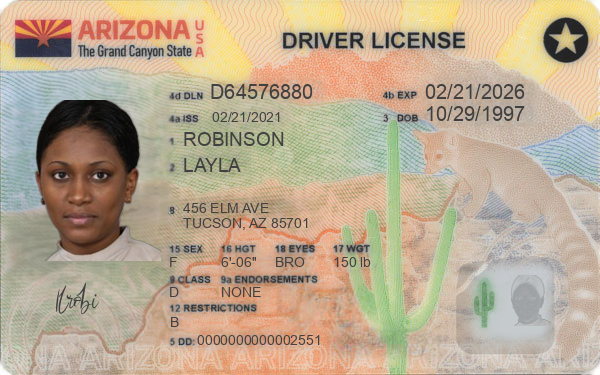 ARIZONA USA
The Grand Canyon State
DRIVER LICENSE
4d DLN D64576880
4b EXP 02/21/2026
4a ISS 02/21/2021
3 DOB 10/29/1997
1 ROBINSON
2 LAYLA
8 456 ELM AVE
TUCSON, AZ 85701
15 SEX 16 HGT 18 EYES 17 WGT
F 6'-06" BRO 150 lb
9 CLASS 9a ENDORSEMENTS
D NONE
12 RESTRICTIONS
B
5 DD: 0000000000002551
ARIZONA ARIZONA ARIZONA ARIZONA